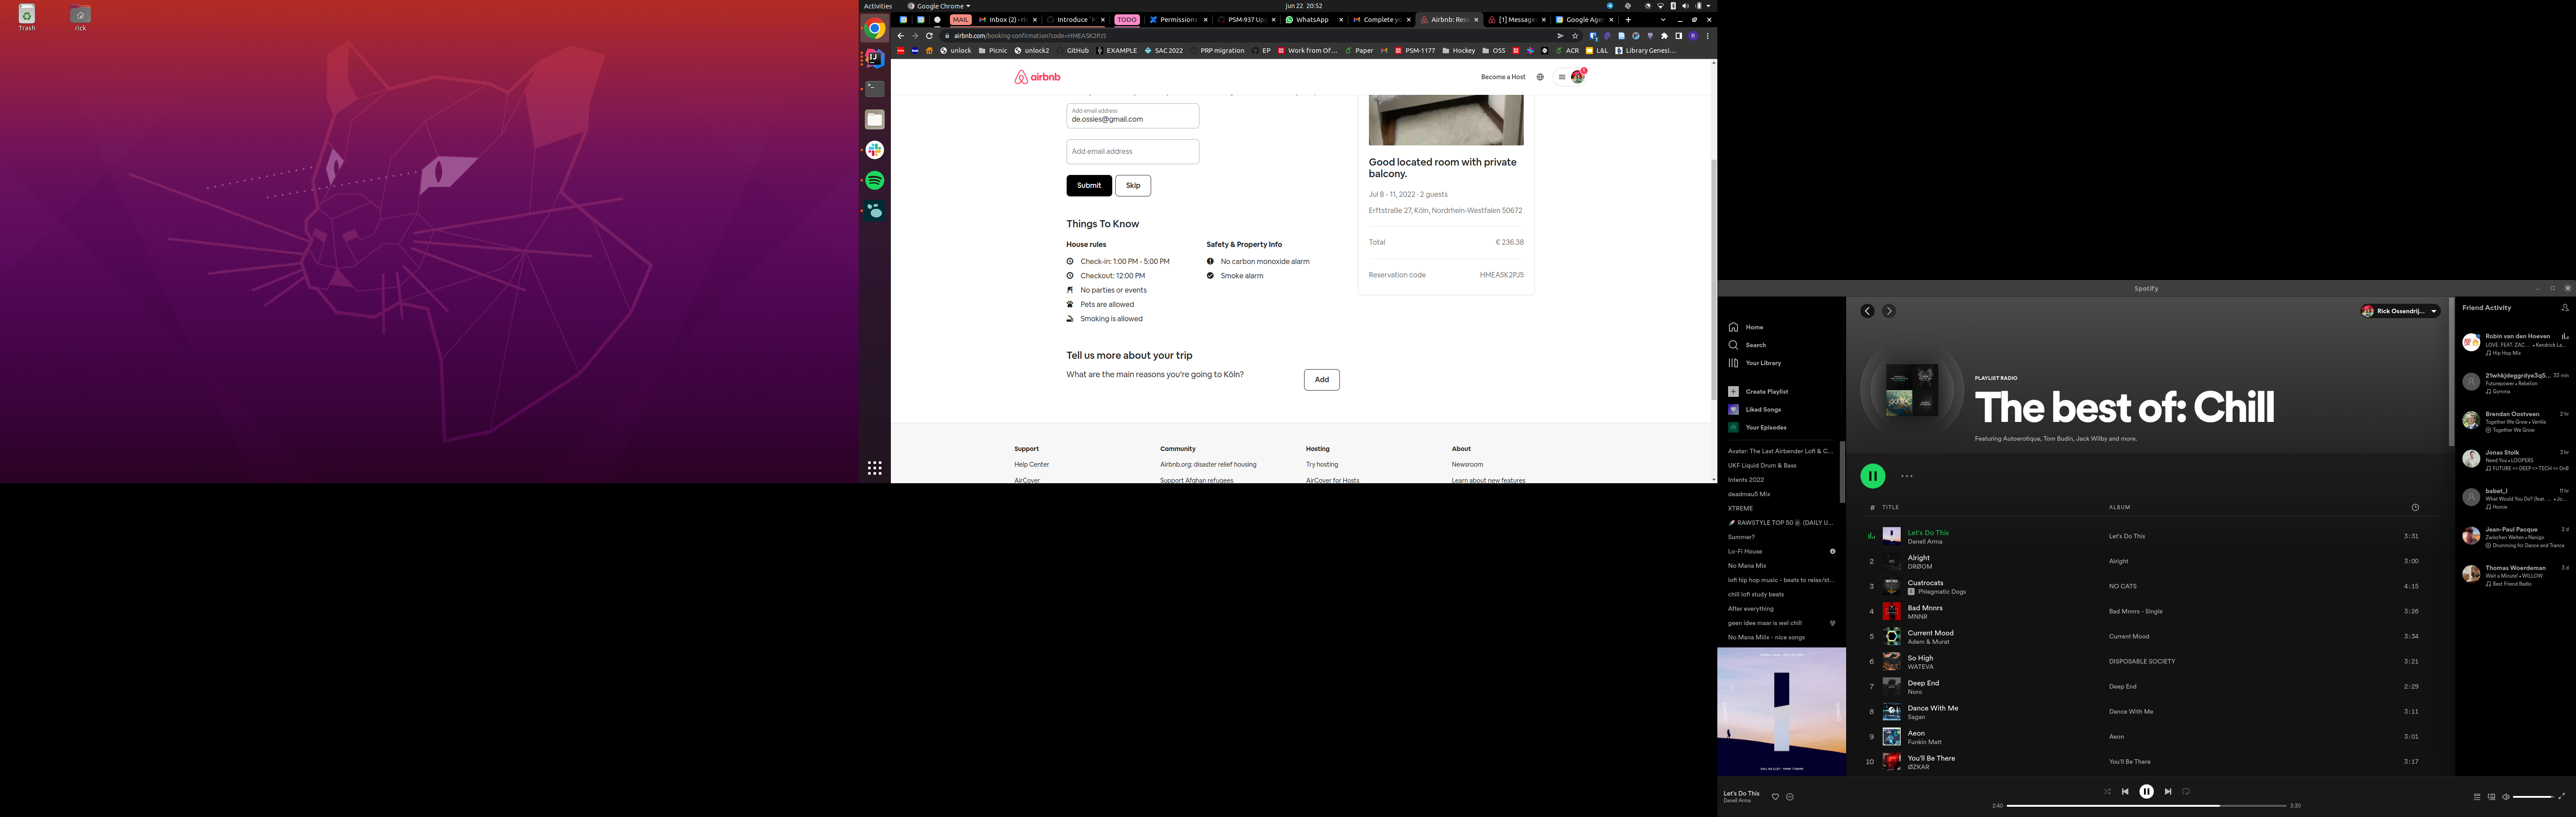 Trash
rick
Activities
Google Chrome
jun 22 20:52
MAIL
Inbox (2)
Introduce
TODO
Permissions
PSM-937
WhatsApp
Complete
Airbnb: Res
[1] Message
Google
airbnb.com/booking-confirmation?code=HMEASK2PJ5
unlock
Picnic
unlock2
GitHub
EXAMPLE
SAC 2022
PRP migration
EP
Work from Of...
Paper
PSM-1177
Hockey
OSS
ACR
L&L
Library Genesi...
airbnb
Become a Host
1
Add email address
de.ossies@gmail.com
Add email address
Submit
Skip
Things To Know
House rules
Check-in: 1:00 PM - 5:00 PM
Checkout: 12:00 PM
No parties or events
Pets are allowed
Smoking is allowed
Safety & Property Info
No carbon monoxide alarm
Smoke alarm
Tell us more about your trip
What are the main reasons you're going to Köln?
Add
Good located room with private
balcony.
Jul 8 - 11, 2022 · 2 guests
Erftstraße 27, Köln, Nordrhein-Westfalen 50672
Total € 236.38
Reservation code HMEASK2PJ5
Support
Help Center
AirCover
Community
Airbnb.org: disaster relief housing
Support Afghan refugees
Hosting
Try hosting
AirCover for Hosts
About
Newsroom
Learn about new features
Spotify
Home
Search
Your Library
Create Playlist
Liked Songs
Your Episodes
Avatar: The Last Airbender Lofi & C...
UKF Liquid Drum & Bass
Intents 2022
deadmau5 Mix
XTREME
RAWSTYLE TOP 50 (DAILY U...
Summer?
Lo-Fi House
No Mana Mix
lofi hip hop music - beats to relax/st...
chill lofi study beats
After everything
geen idee maar is wel chill
No Mana Miiix - nice songs
Rick Ossendrij...
PLAYLIST RADIO
The best of: Chill
Featuring Autoerotique, Tom Budin, Jack Wilby and more.
# TITLE ALBUM
Let's Do This
Danell Arma
Let's Do This
3:31
2 Alright
DRØOM
Alright
3:00
3 Cuatrocats
E Phlegmatic Dogs
NO CATS
4:15
4 Bad Mnnrs
MNNR
Bad Mnnrs - Single
3:26
5 Current Mood
Adem & Murat
Current Mood
3:34
6 So High
WATEVA
DISPOSABLE SOCIETY
3:21
7 Deep End
Noro
Deep End
2:29
8 Dance With Me
Sagan
Dance With Me
3:11
9 Aeon
Funkin Matt
Aeon
3:01
10 You'll Be There
ØZKAR
You'll Be There
3:17
Friend Activity
Robin van den Hoeven
LOVE. FEAT. ZAC... • Kendrick La...
Hip Hop Mix
21whkjdeggrdye3q5... 33 min
Futurepower • Rebelion
Gymma
Brendan Oostveen 2 hr
Together We Grow • Vertile
Together We Grow
Jonas Stolk 3 hr
Need You • LOOPERS
FUTURE <> DEEP <> TECH <> DnB
babet_l 11 hr
What Would You Do? (feat.... • Jo...
Homie
Jean-Paul Pacque 2 d
Zwischen Welten • Nanigo
Drumming for Dance and Trance
Thomas Woerdeman 3 d
Wait a Minute! • WILLOW
Best Friend Radio
Let's Do This
Danell Arma
2:40
3:30